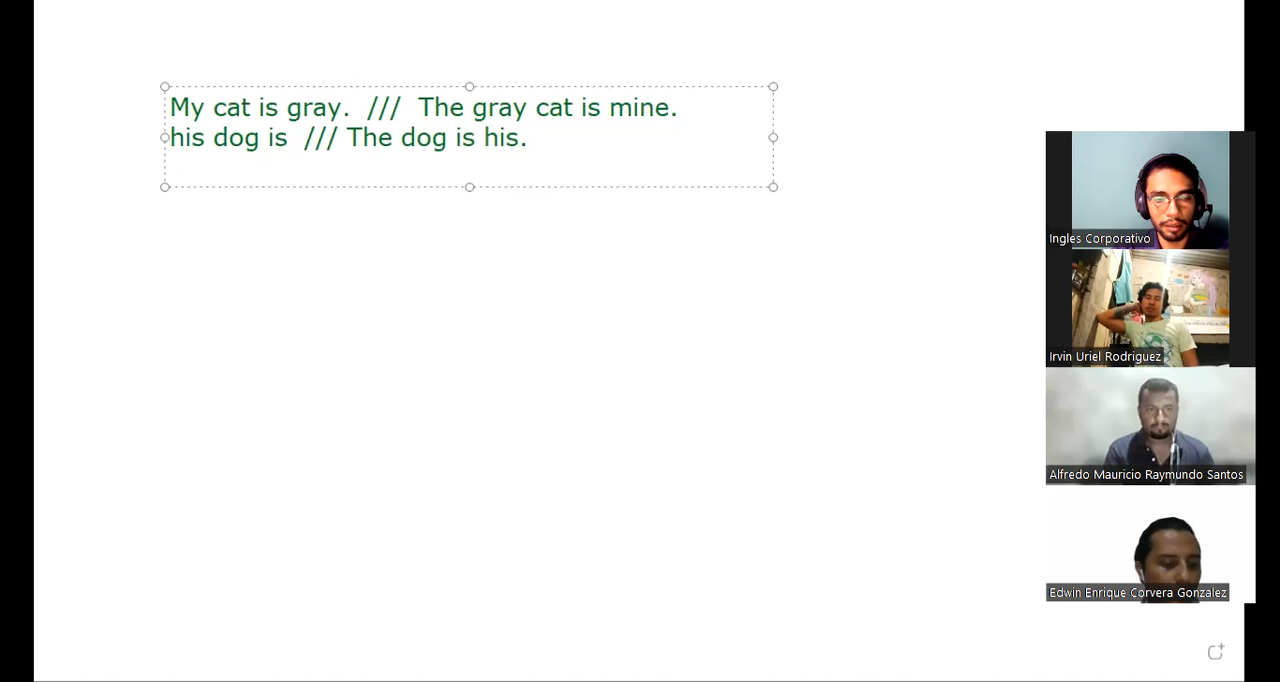 My cat is gray.  ///  The gray cat is mine.
his dog is  /// The dog is his.
Ingles Corporativo
Irvin Uriel Rodriguez
Alfredo Mauricio Raymundo Santos
Edwin Enrique Corvera Gonzalez